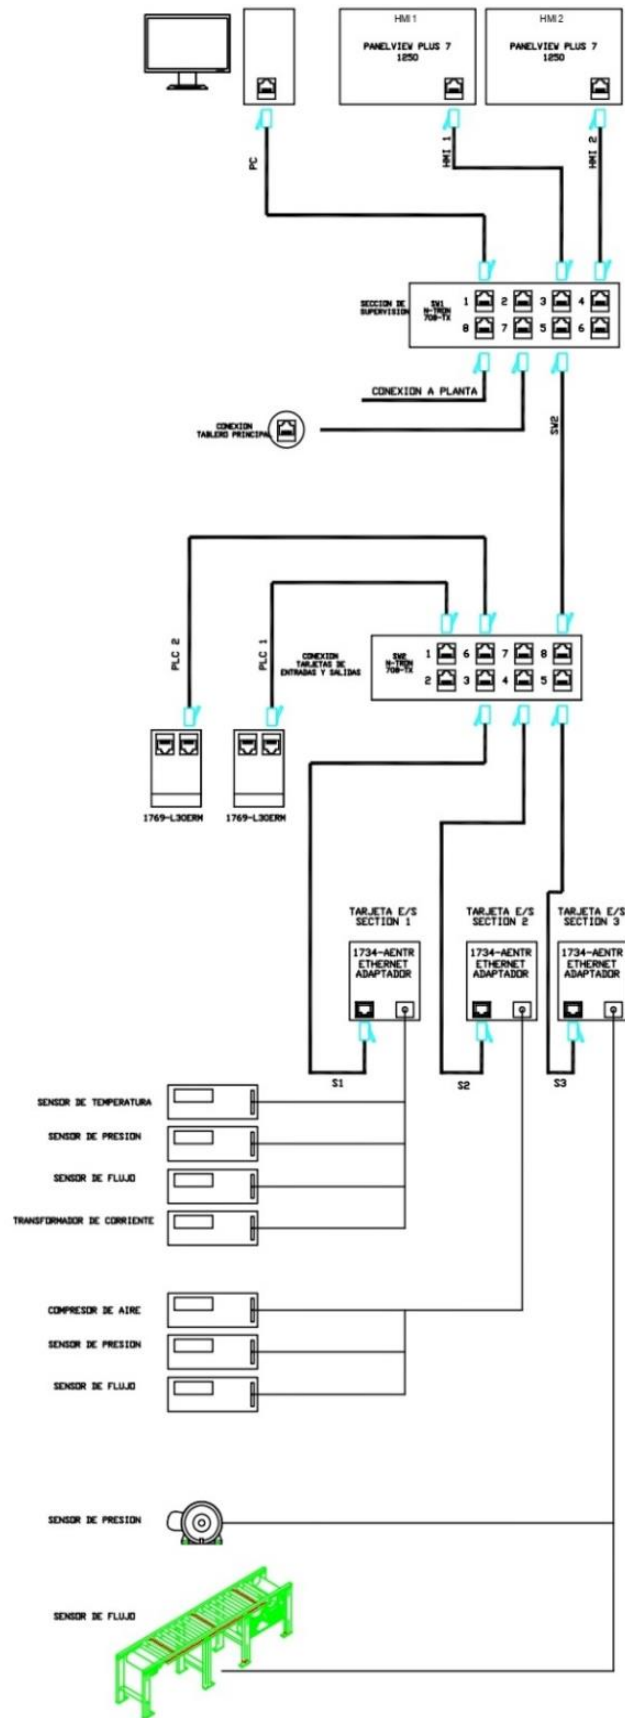 HMI 1
PANELVIEW PLUS 7
1250
HMI 2
PANELVIEW PLUS 7
1250
PC
HMI 1
HMI 2
SECCION DE
SUPERVISION
SW1
N-TRON
708-TX
1 2 3 4
8 7 5 6
CONEXION A PLANTA
CONEXION
TABLERO PRINCIPAL
SW2
PLC 2
PLC 1
CONEXION
TARJETAS DE
ENTRADAS Y SALIDAS
SW2
N-TRON
708-TX
1 6 7 8
2 3 4 5
1769-L30ERM
1769-L30ERM
TARJETA E/S
SECTION 1
1734-AENTR
ETHERNET
ADAPTADOR
TARJETA E/S
SECTION 2
1734-AENTR
ETHERNET
ADAPTADOR
TARJETA E/S
SECTION 3
1734-AENTR
ETHERNET
ADAPTADOR
S1
S2
S3
SENSOR DE TEMPERATURA
SENSOR DE PRESION
SENSOR DE FLUJO
TRANSFORMADOR DE CORRIENTE
COMPRESOR DE AIRE
SENSOR DE PRESION
SENSOR DE FLUJO
SENSOR DE PRESION
SENSOR DE FLUJO